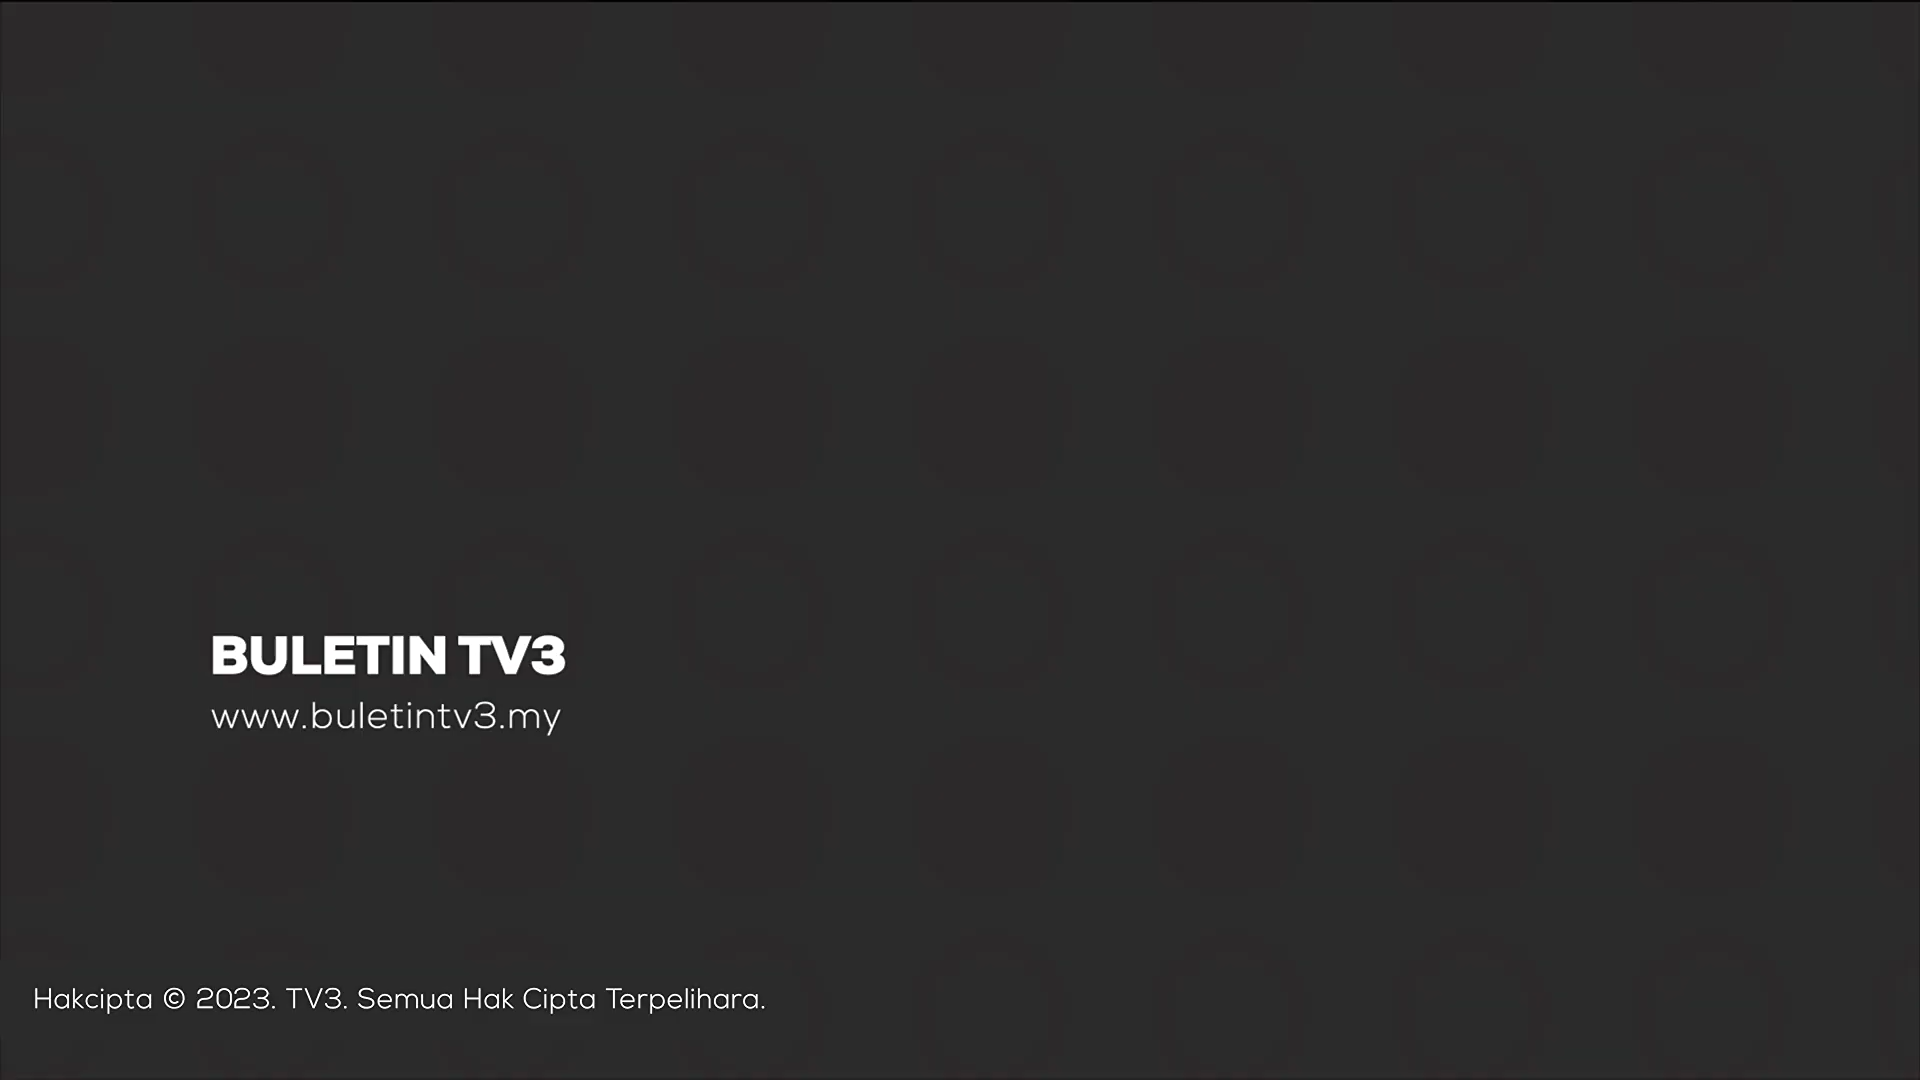 BULETIN TV3
www.buletintv3.my
Hakcipta © 2023. TV3. Semua Hak Cipta Terpelihara.